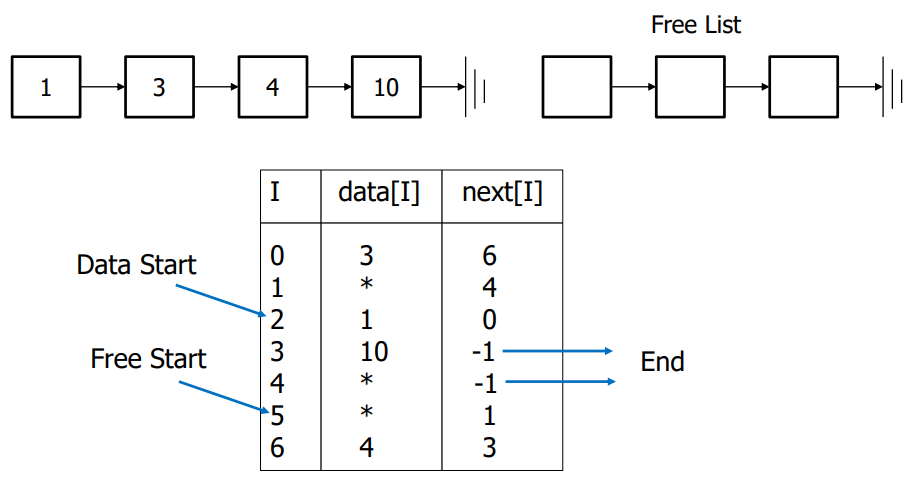 Free List
1 3 4 10
I data[I] next[I]
0 3 6
Data Start
1 * 4
2 1 0
Free Start
3 10 -1
End
4 * -1
5 * 1
6 4 3